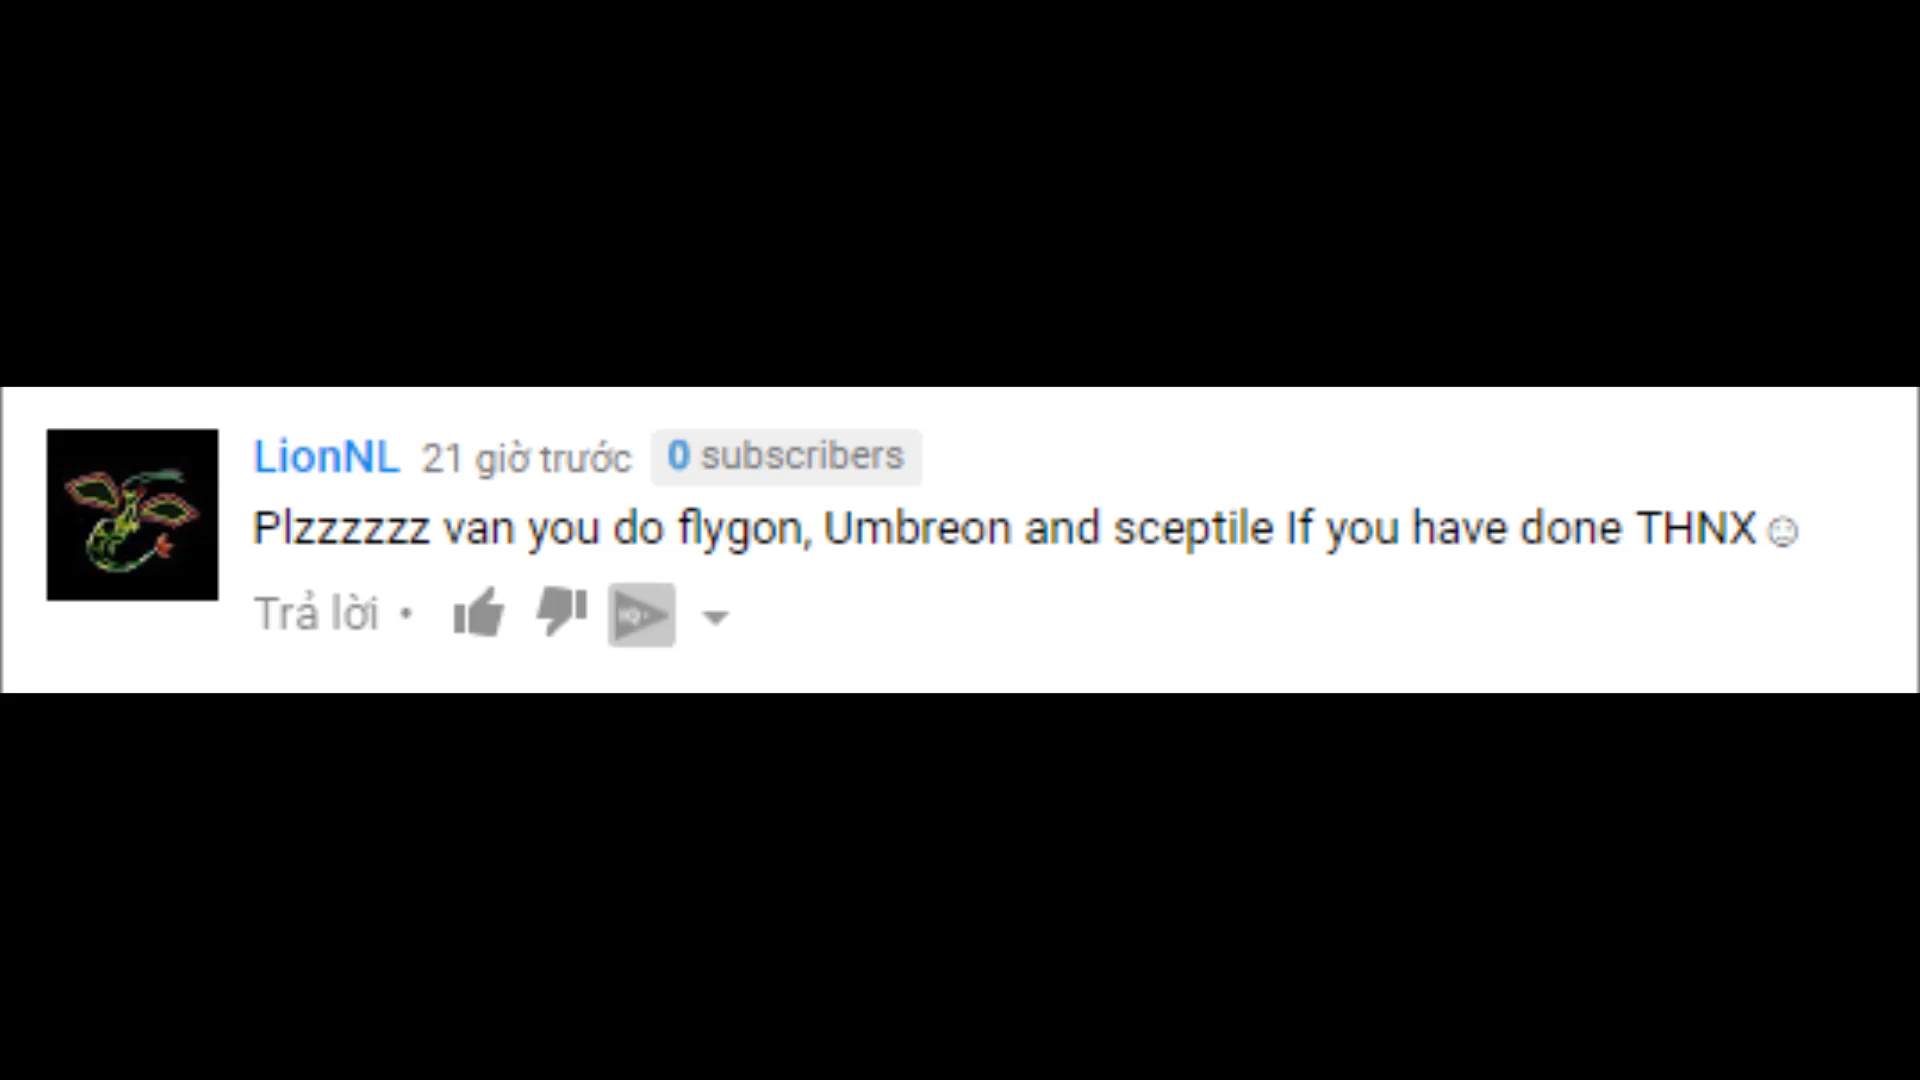 LionNL 21 giờ trước 0 subscribers
Plzzzzzz van you do flygon, Umbreon and sceptile If you have done THNX☺
Trả lời •